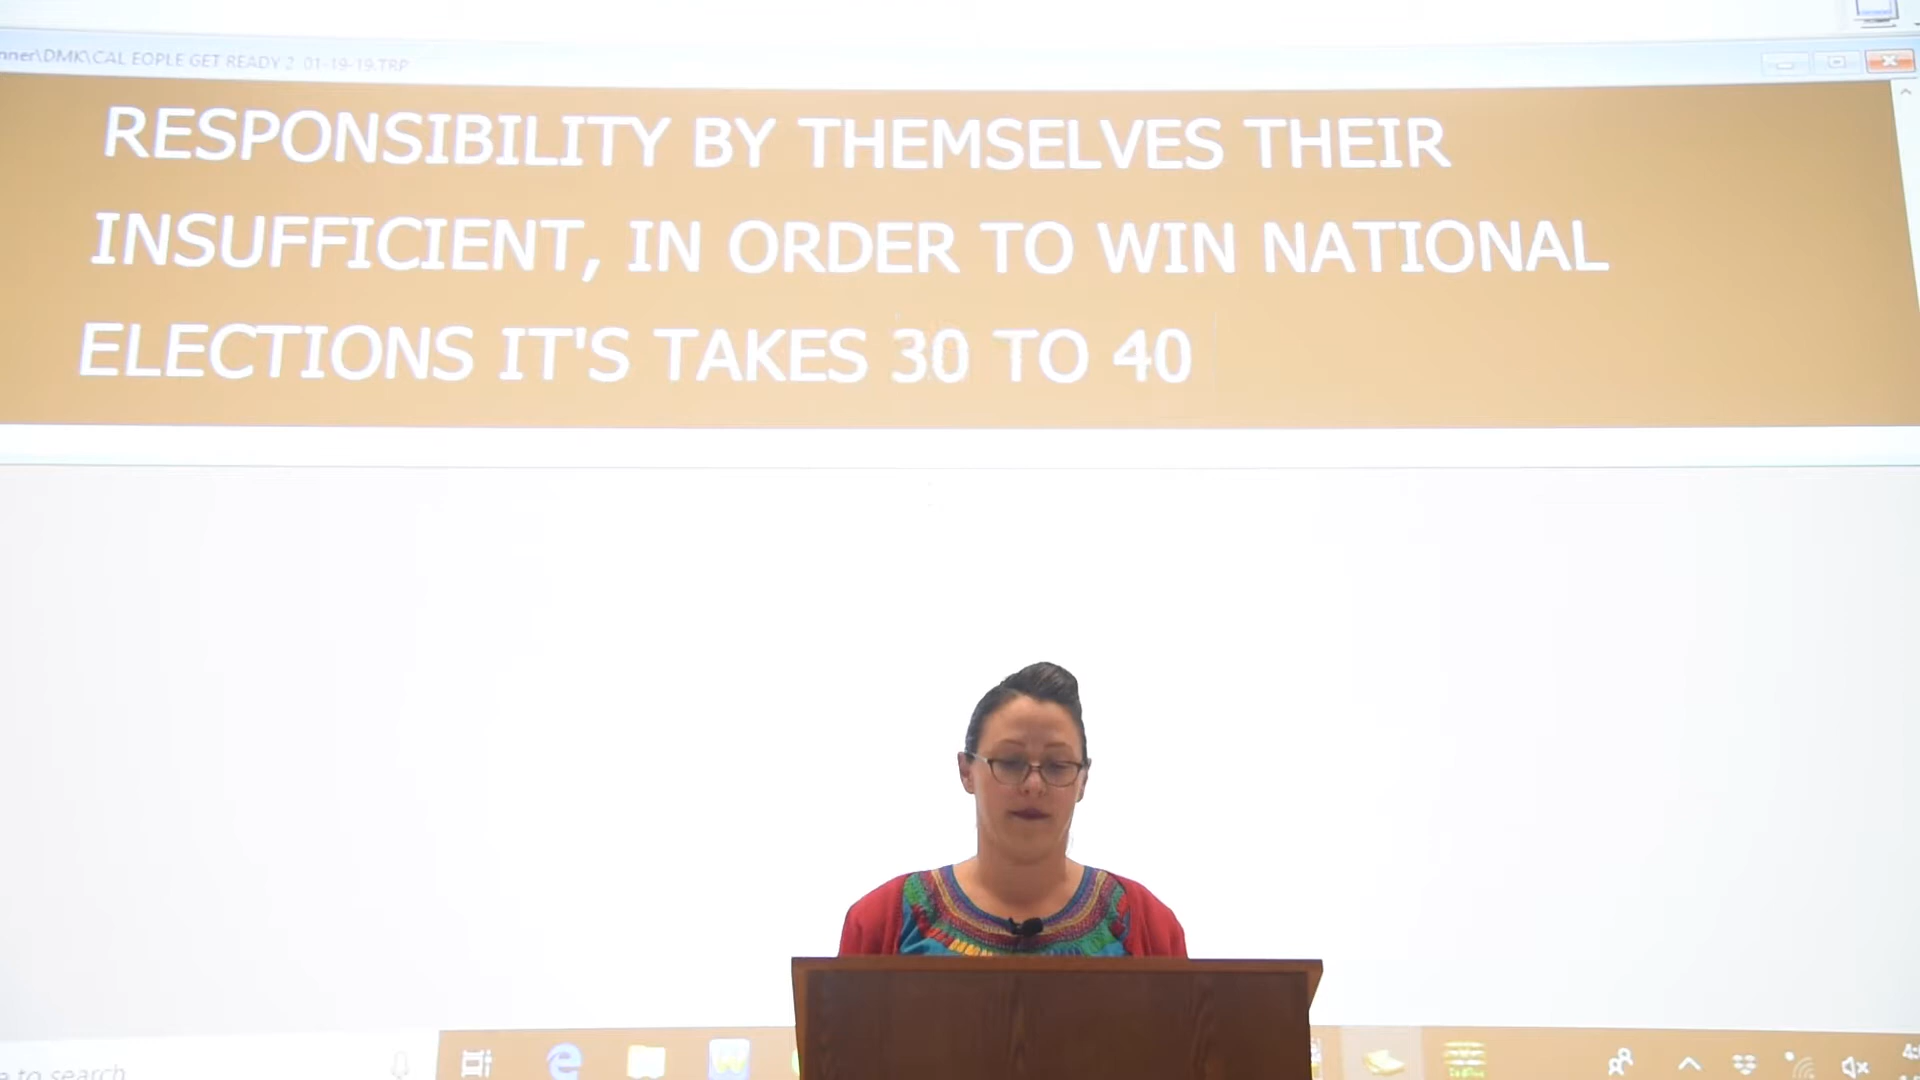 nner\DMK\CAL EOPLE GET READY 2 01-19-19.TRP
RESPONSIBILITY BY THEMSELVES THEIR
INSUFFICIENT, IN ORDER TO WIN NATIONAL
ELECTIONS IT'S TAKES 30 TO 40
e to search